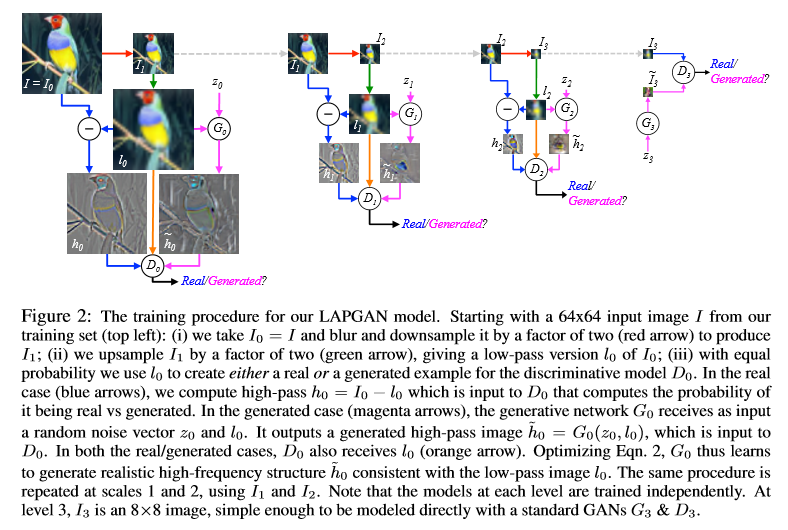 I = I₀
I₁
z₀
l₀
G₀
−
h₀
h̃₀
D₀
Real/Generated?
I₁
I₂
z₁
−
l₁
G₁
h₁
h̃₁
D₁
Real/Generated?
I₂
I₃
z₂
−
l₂
G₂
h₂
h̃₂
D₂
Real/
Generated?
I₃
Ĩ₃
D₃
Real/
Generated?
G₃
z₃
Figure 2: The training procedure for our LAPGAN model. Starting with a 64x64 input image I from our
training set (top left): (i) we take I₀ = I and blur and downsample it by a factor of two (red arrow) to produce
I₁; (ii) we upsample I₁ by a factor of two (green arrow), giving a low-pass version l₀ of I₀; (iii) with equal
probability we use l₀ to create either a real or a generated example for the discriminative model D₀. In the real
case (blue arrows), we compute high-pass h₀ = I₀ − l₀ which is input to D₀ that computes the probability of
it being real vs generated. In the generated case (magenta arrows), the generative network G₀ receives as input
a random noise vector z₀ and l₀. It outputs a generated high-pass image h̃₀ = G₀(z₀, l₀), which is input to
D₀. In both the real/generated cases, D₀ also receives l₀ (orange arrow). Optimizing Eqn. 2, G₀ thus learns
to generate realistic high-frequency structure h̃₀ consistent with the low-pass image l₀. The same procedure is
repeated at scales 1 and 2, using I₁ and I₂. Note that the models at each level are trained independently. At
level 3, I₃ is an 8×8 image, simple enough to be modeled directly with a standard GANs G₃ & D₃.